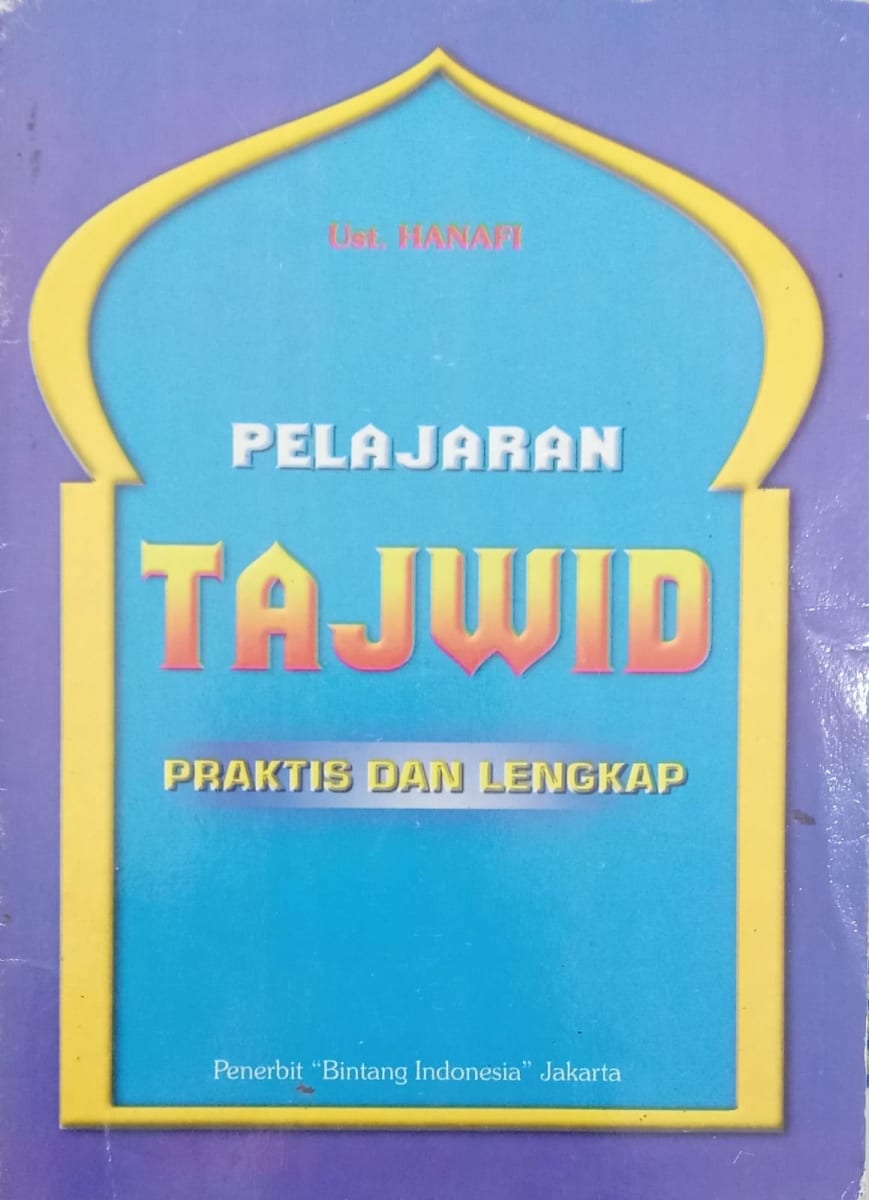 Ust. HANAFI
PELAJARAN
TAJWID
PRAKTIS DAN LENGKAP
Penerbit “Bintang Indonesia” Jakarta